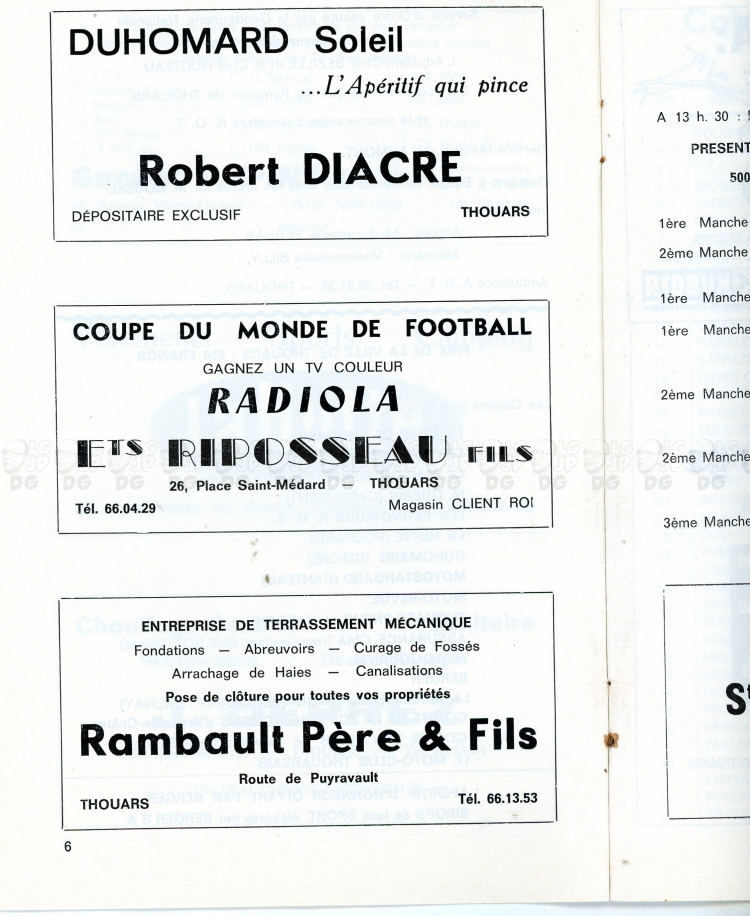 DUHOMARD Soleil
...L'Apéritif qui pince
Robert DIACRE
DÉPOSITAIRE EXCLUSIF THOUARS
COUPE DU MONDE DE FOOTBALL
GAGNEZ UN TV COULEUR
RADIOLA
ETS RIPOSSEAU FILS
26, Place Saint-Médard — THOUARS
Tél. 66.04.29 Magasin CLIENT ROI
ENTREPRISE DE TERRASSEMENT MÉCANIQUE
Fondations — Abreuvoirs — Curage de Fossés
Arrachage de Haies — Canalisations
Pose de clôture pour toutes vos propriétés
Rambault Père & Fils
Route de Puyravault
THOUARS Tél. 66.13.53
6
A 13 h. 30 :
PRESENT
500
1ère Manche
2ème Manche
1ère Manche
1ère Manche
2ème Manche
2ème Manche
3ème Manche
St